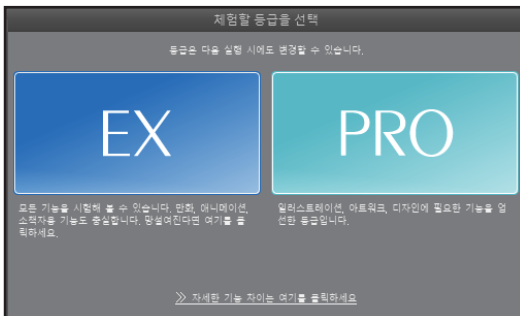 체험할 등급을 선택
등급은 다음 실행 시에도 변경할 수 있습니다.
EX
PRO
모든 기능을 시험해 볼 수 있습니다. 만화, 애니메이션,
소책자용 기능도 충실합니다. 망설여진다면 여기를 클
릭하세요.
일러스트레이션, 아트워크, 디자인에 필요한 기능을 엄
선한 등급입니다.
》 자세한 기능 차이는 여기를 클릭하세요